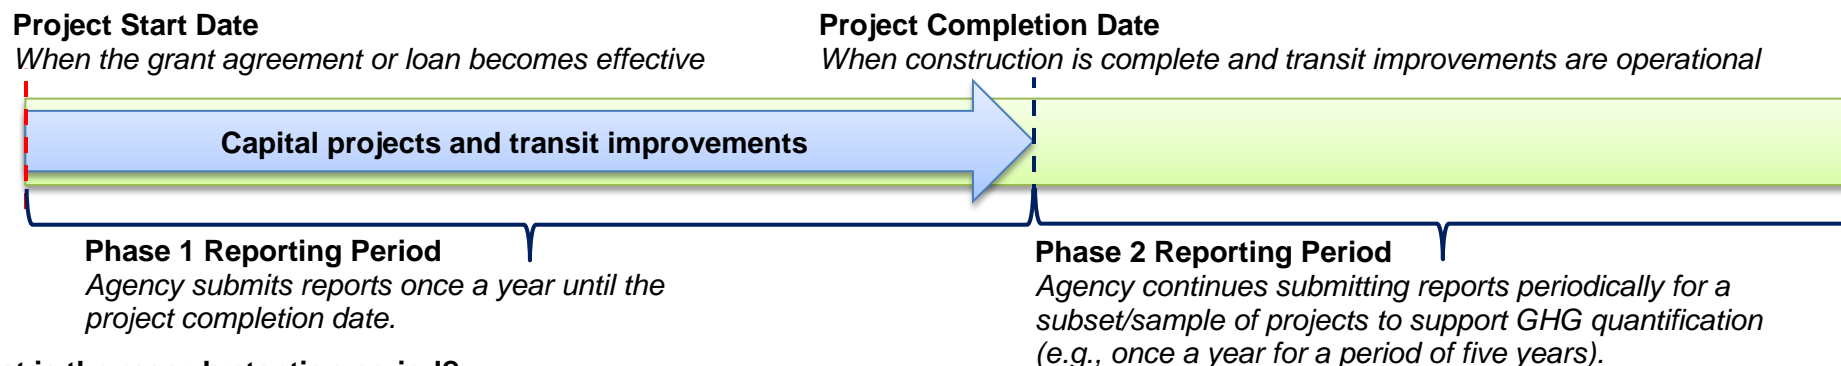 Project Start Date
When the grant agreement or loan becomes effective
Project Completion Date
When construction is complete and transit improvements are operational
Capital projects and transit improvements
Phase 1 Reporting Period
Agency submits reports once a year until the
project completion date.
Phase 2 Reporting Period
Agency continues submitting reports periodically for a
subset/sample of projects to support GHG quantification
(e.g., once a year for a period of five years).